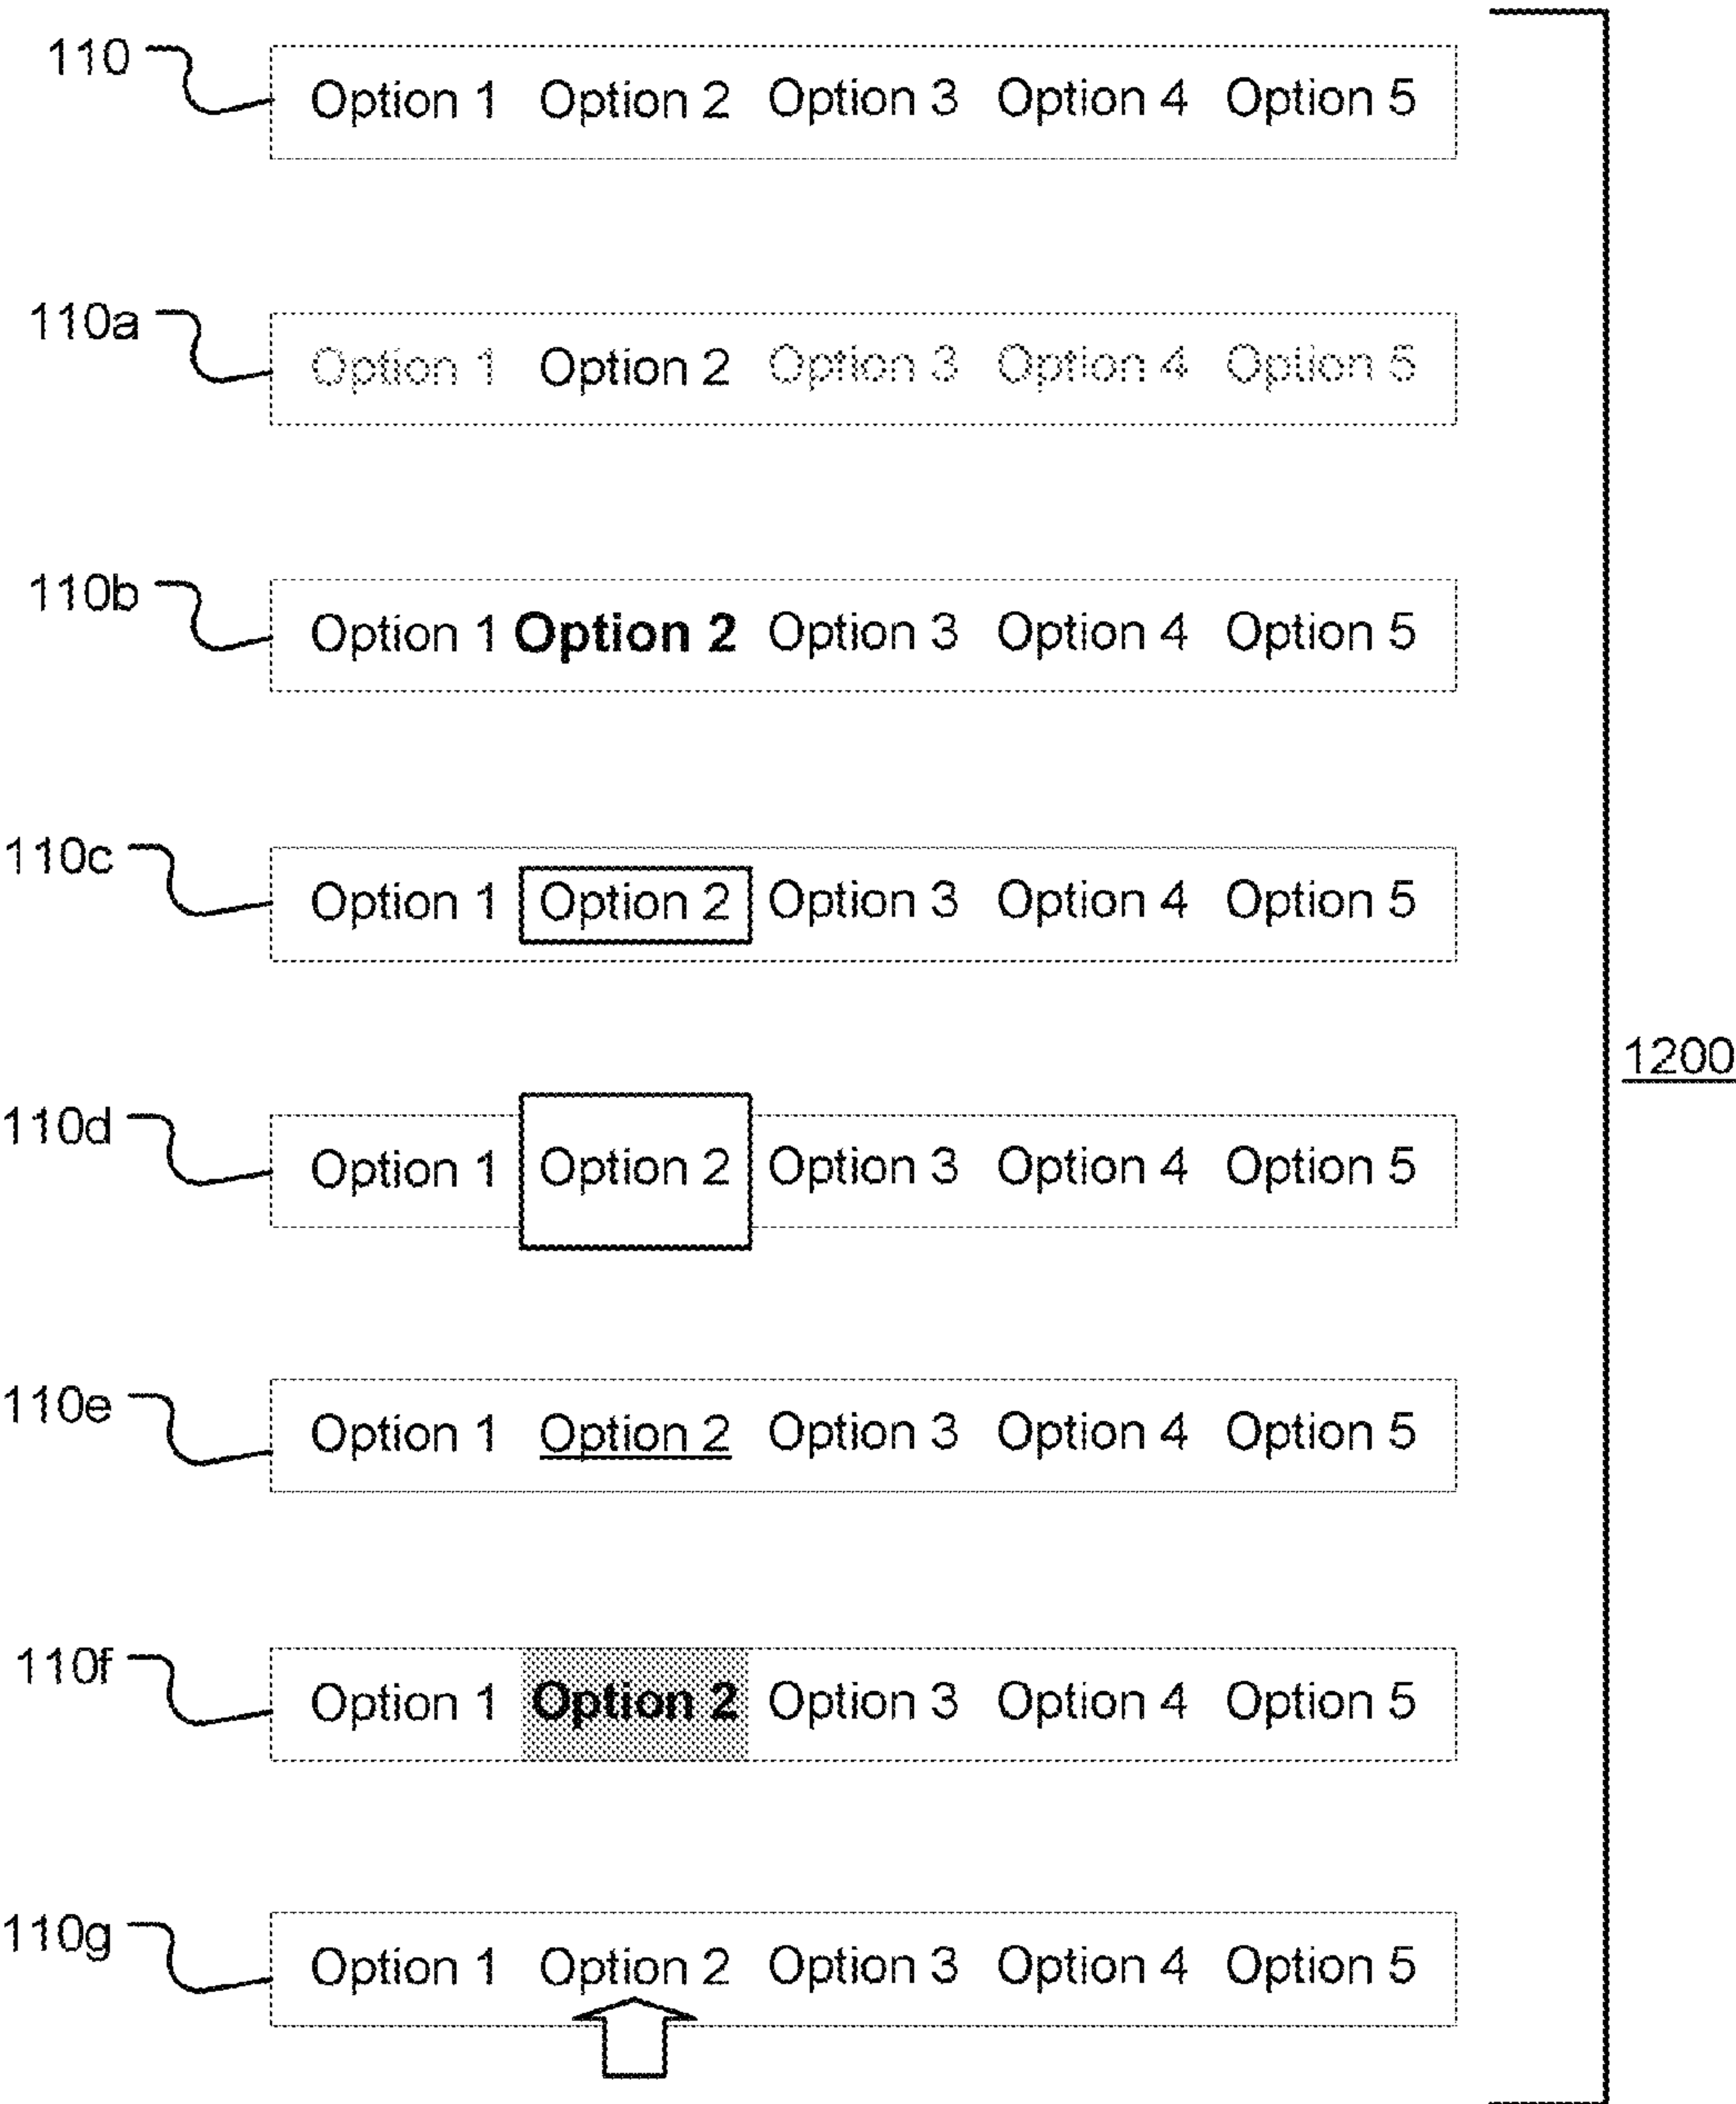 110 Option 1 Option 2 Option 3 Option 4 Option 5
110a Option 1 Option 2 Option 3 Option 4 Option 5
110b Option 1 Option 2 Option 3 Option 4 Option 5
110c Option 1 Option 2 Option 3 Option 4 Option 5
1200
110d Option 1 Option 2 Option 3 Option 4 Option 5
110e Option 1 Option 2 Option 3 Option 4 Option 5
110f Option 1 Option 2 Option 3 Option 4 Option 5
110g Option 1 Option 2 Option 3 Option 4 Option 5